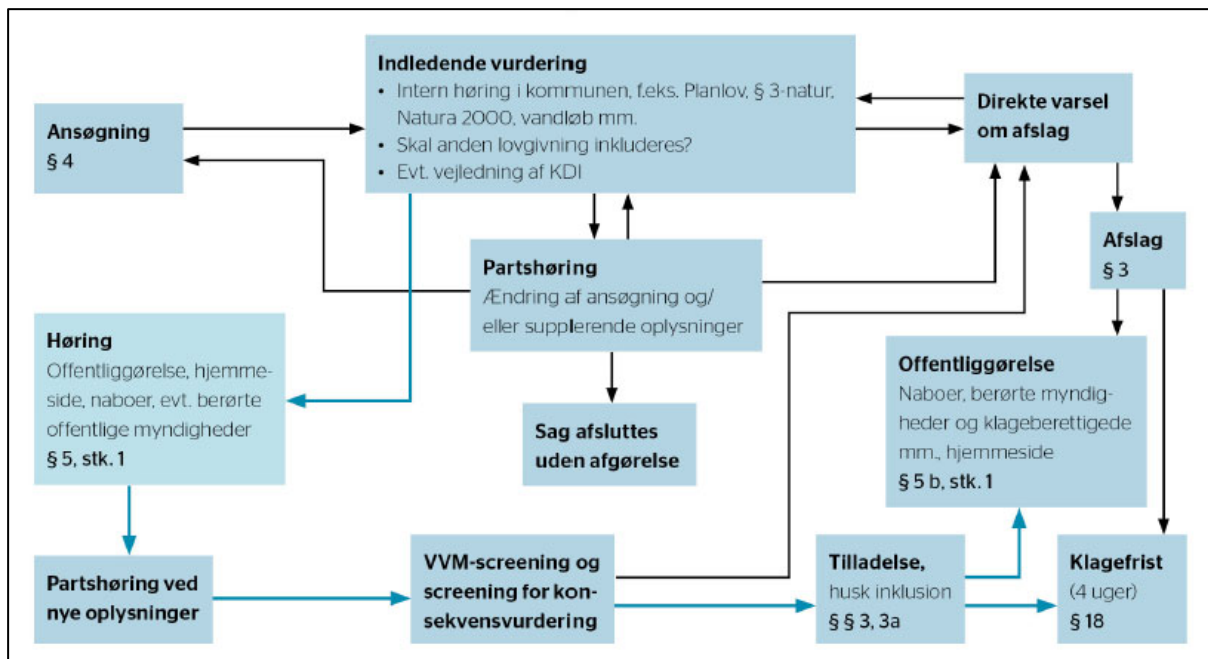 Indledende vurdering
• Intern høring i kommunen, f.eks. Planlov, § 3-natur,
Natura 2000, vandløb mm.
• Skal anden lovgivning inkluderes?
• Evt. vejledning af KDI
Ansøgning
§ 4
Direkte varsel
om afslag
Afslag
§ 3
Partshøring
Ændring af ansøgning og/
eller supplerende oplysninger
Høring
Offentliggørelse, hjemme-
side, naboer, evt. berørte
offentlige myndigheder
§ 5, stk. 1
Sag afsluttes
uden afgørelse
Offentliggørelse
Naboer, berørte myndig-
heder og klageberettigede
mm., hjemmeside
§ 5 b, stk. 1
Partshøring ved
nye oplysninger
VVM-screening og
screening for kon-
sekvensvurdering
Tilladelse,
husk inklusion
§ § 3, 3a
Klagefrist
(4 uger)
§ 18